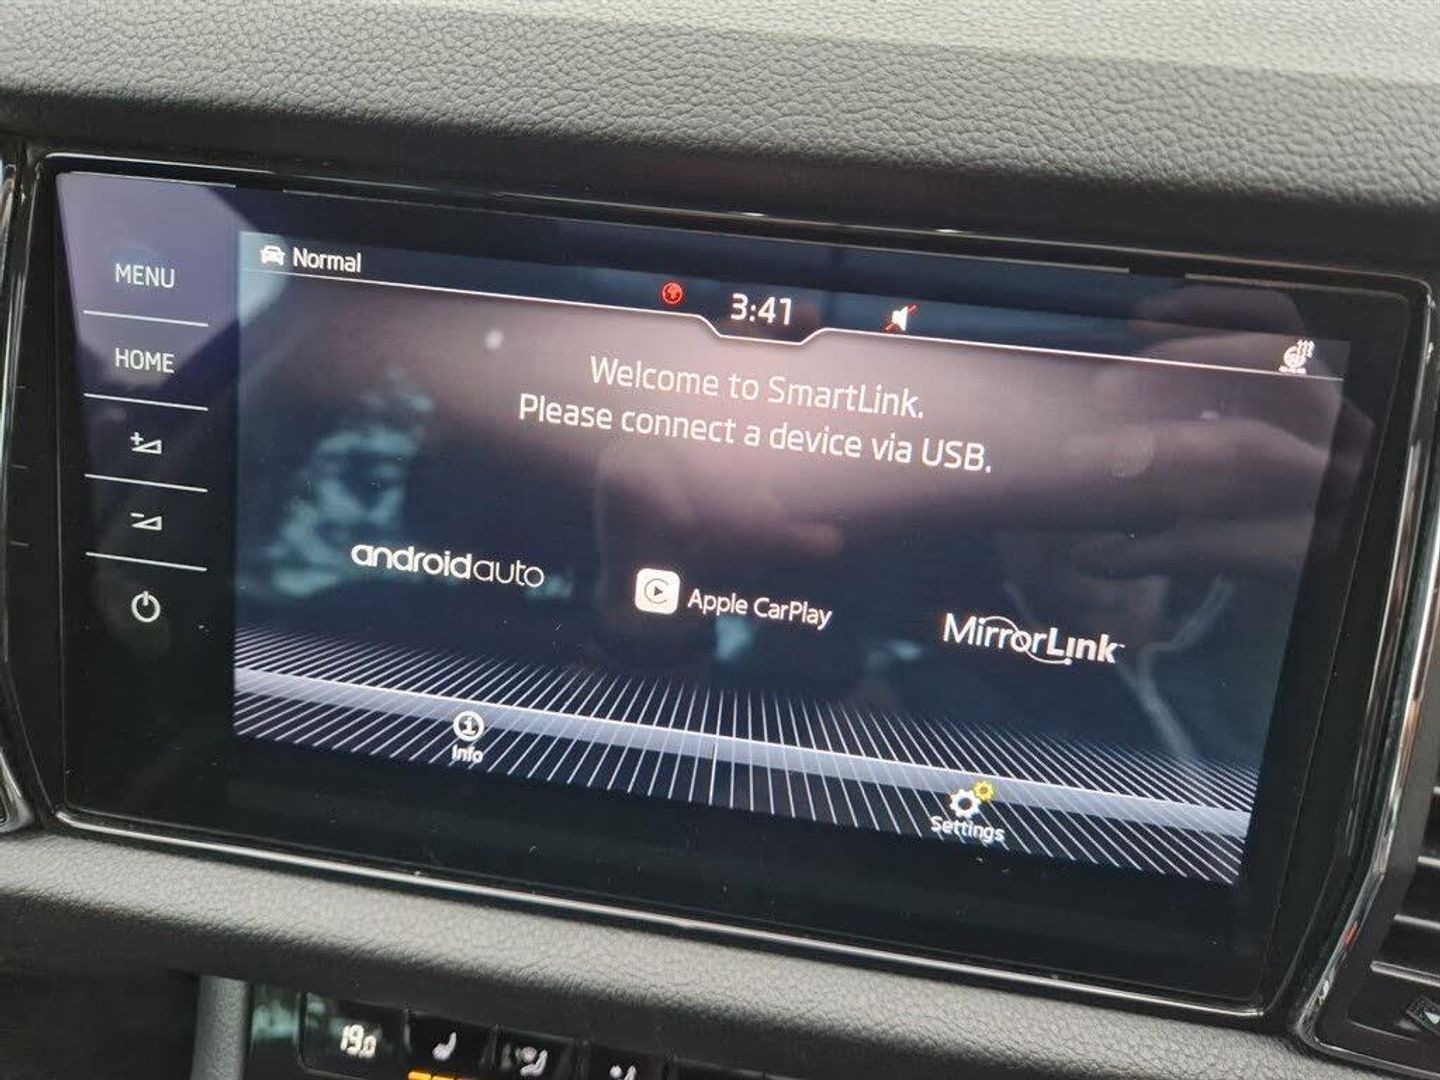 MENU
HOME
Normal
3:41
Welcome to SmartLink.
Please connect a device via USB.
androidauto
Apple CarPlay
MirrorLink
Info
Settings
19.0